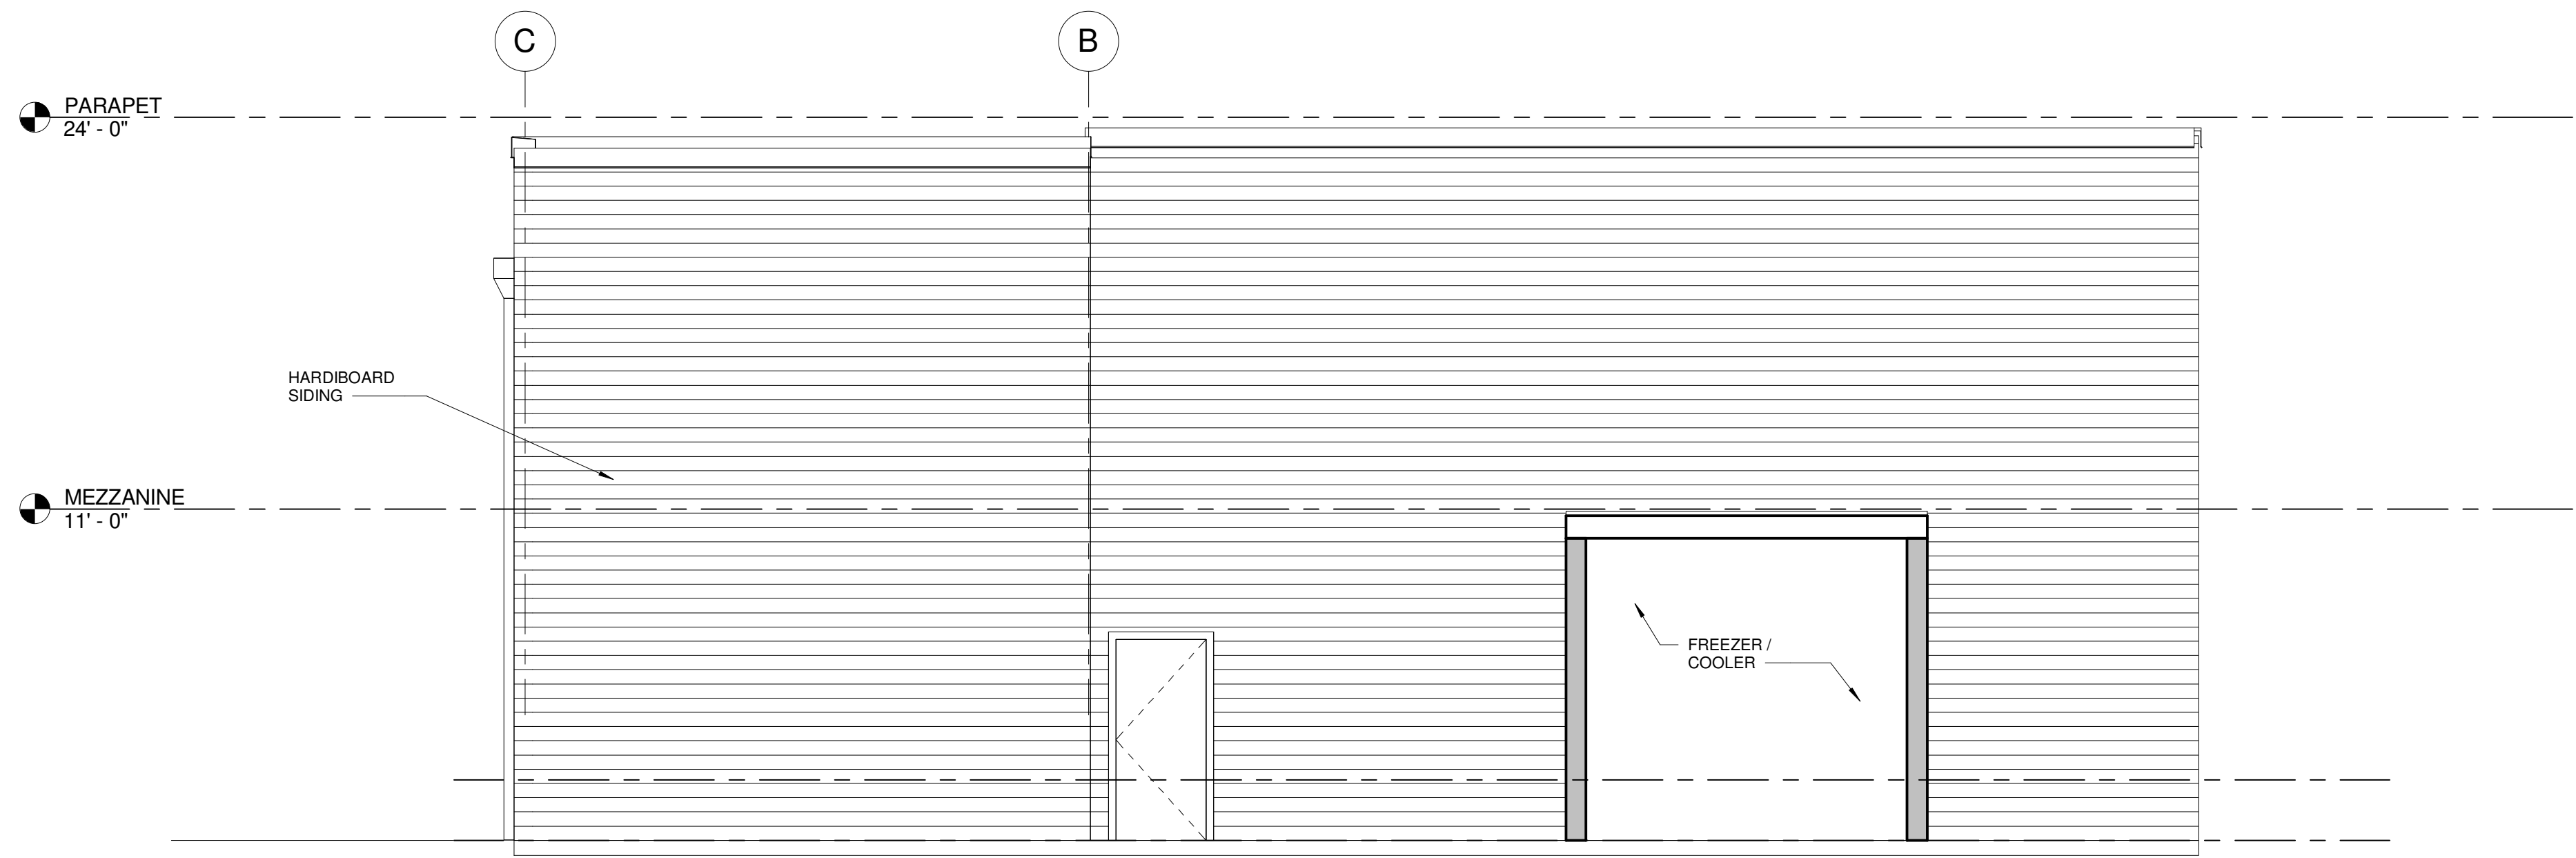 C
B
PARAPET
24' - 0"
HARDIBOARD
SIDING
MEZZANINE
11' - 0"
FREEZER /
COOLER